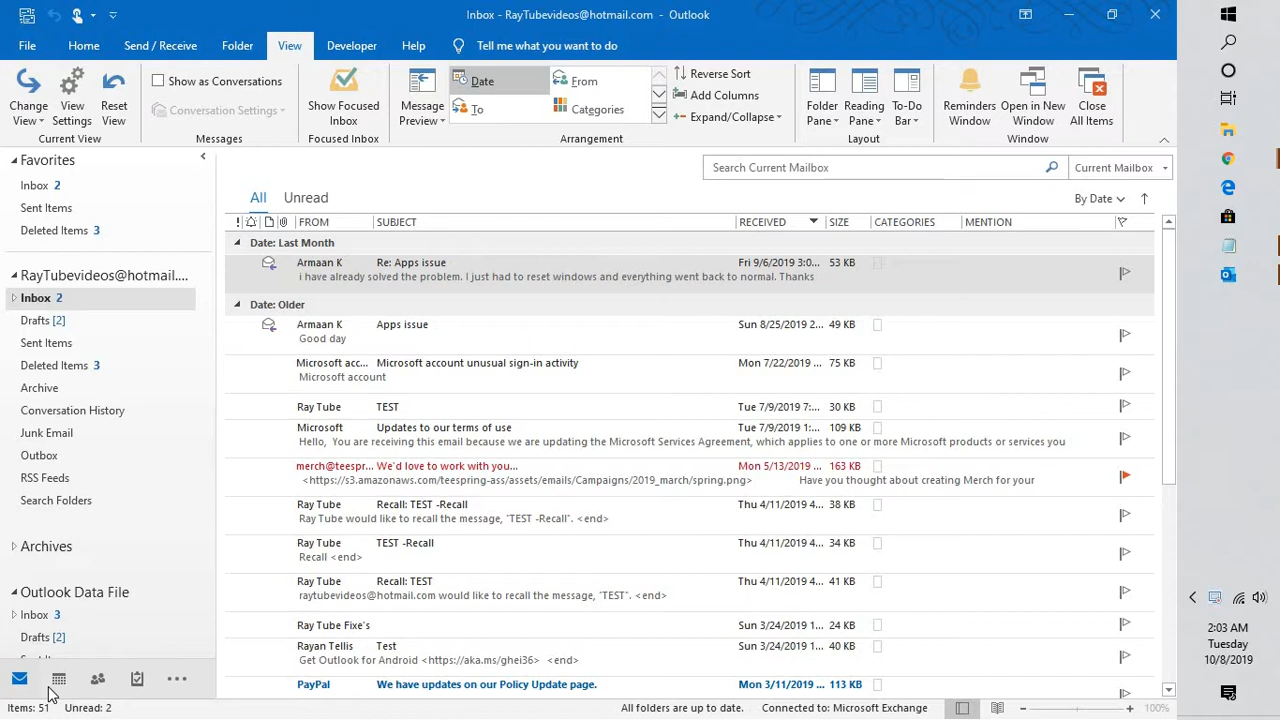 Inbox - RayTubevideos@hotmail.com - Outlook
File Home Send / Receive Folder View Developer Help Tell me what you want to do
Change View View Settings Reset View
Current View
Show as Conversations
Conversation Settings
Messages
Show Focused Inbox
Focused Inbox
Message Preview
Date From
To Categories
Reverse Sort
Add Columns
Expand/Collapse
Arrangement
Folder Pane Reading Pane To-Do Bar
Layout
Reminders Window Open in New Window Close All Items
Window
Favorites
Inbox 2
Sent Items
Deleted Items 3
RayTubevideos@hotmail....
Inbox 2
Drafts [2]
Sent Items
Deleted Items 3
Archive
Conversation History
Junk Email
Outbox
RSS Feeds
Search Folders
Archives
Outlook Data File
Inbox 3
Drafts [2]
Search Current Mailbox Current Mailbox
All Unread By Date
! FROM SUBJECT RECEIVED SIZE CATEGORIES MENTION
Date: Last Month
Armaan K Re: Apps issue Fri 9/6/2019 3:0... 53 KB
i have already solved the problem. I just had to reset windows and everything went back to normal. Thanks
Date: Older
Armaan K Apps issue Sun 8/25/2019 2... 49 KB
Good day
Microsoft acc... Microsoft account unusual sign-in activity Mon 7/22/2019 ... 75 KB
Microsoft account
Ray Tube TEST Tue 7/9/2019 7:... 30 KB
Microsoft Updates to our terms of use Tue 7/9/2019 1:... 109 KB
Hello, You are receiving this email because we are updating the Microsoft Services Agreement, which applies to one or more Microsoft products or services you
merch@teespr... We'd love to work with you... Mon 5/13/2019 ... 163 KB
<https://s3.amazonaws.com/teespring-ass/assets/emails/Campaigns/2019_march/spring.png> Have you thought about creating Merch for your
Ray Tube Recall: TEST -Recall Thu 4/11/2019 4... 38 KB
Ray Tube would like to recall the message, "TEST -Recall". <end>
Ray Tube TEST -Recall Thu 4/11/2019 4... 34 KB
Recall <end>
Ray Tube Recall: TEST Thu 4/11/2019 4... 41 KB
raytubevideos@hotmail.com would like to recall the message, "TEST". <end>
Ray Tube Fixe's Sun 3/24/2019 1... 24 KB
Rayan Tellis Test Sun 3/24/2019 1... 40 KB
Get Outlook for Android <https://aka.ms/ghei36> <end>
PayPal We have updates on our Policy Update page. Mon 3/11/2019 ... 113 KB
Items: 51 Unread: 2 All folders are up to date. Connected to: Microsoft Exchange 100%
2:03 AM
Tuesday
10/8/2019